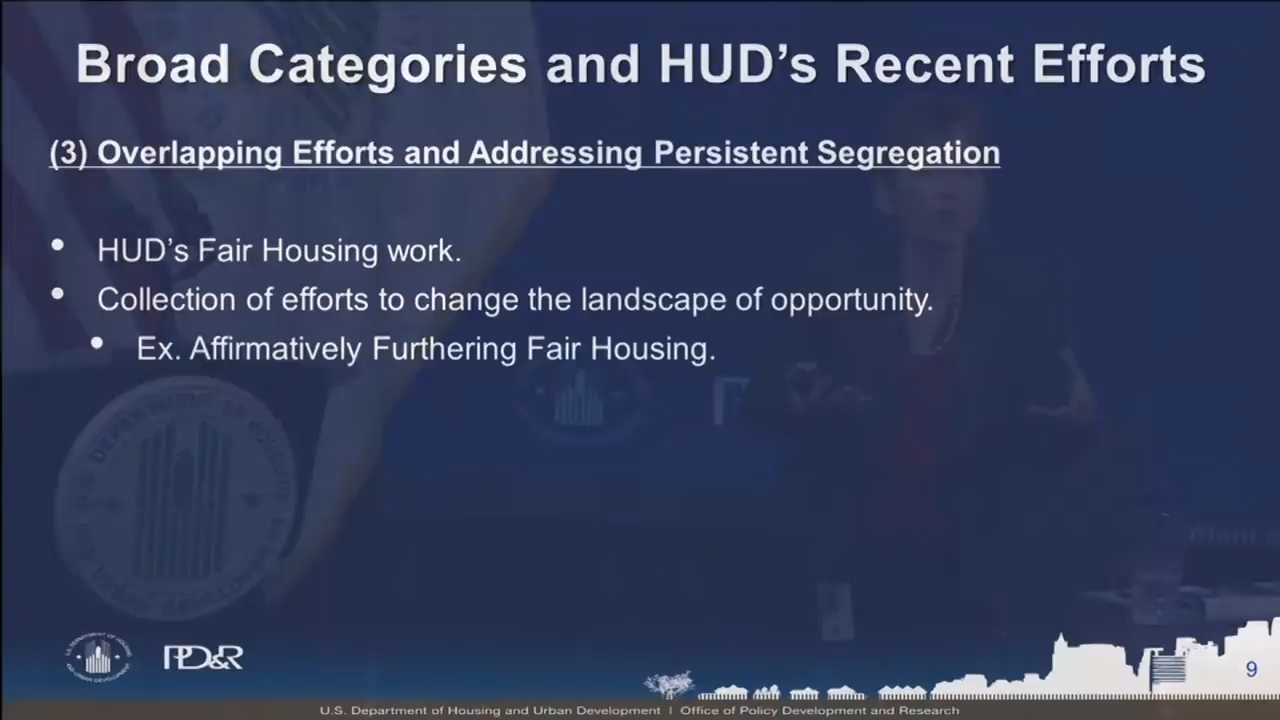 Broad Categories and HUD's Recent Efforts
(3) Overlapping Efforts and Addressing Persistent Segregation
• HUD's Fair Housing work.
• Collection of efforts to change the landscape of opportunity.
• Ex. Affirmatively Furthering Fair Housing.
PD&R
9
U.S. Department of Housing and Urban Development | Office of Policy Development and Research